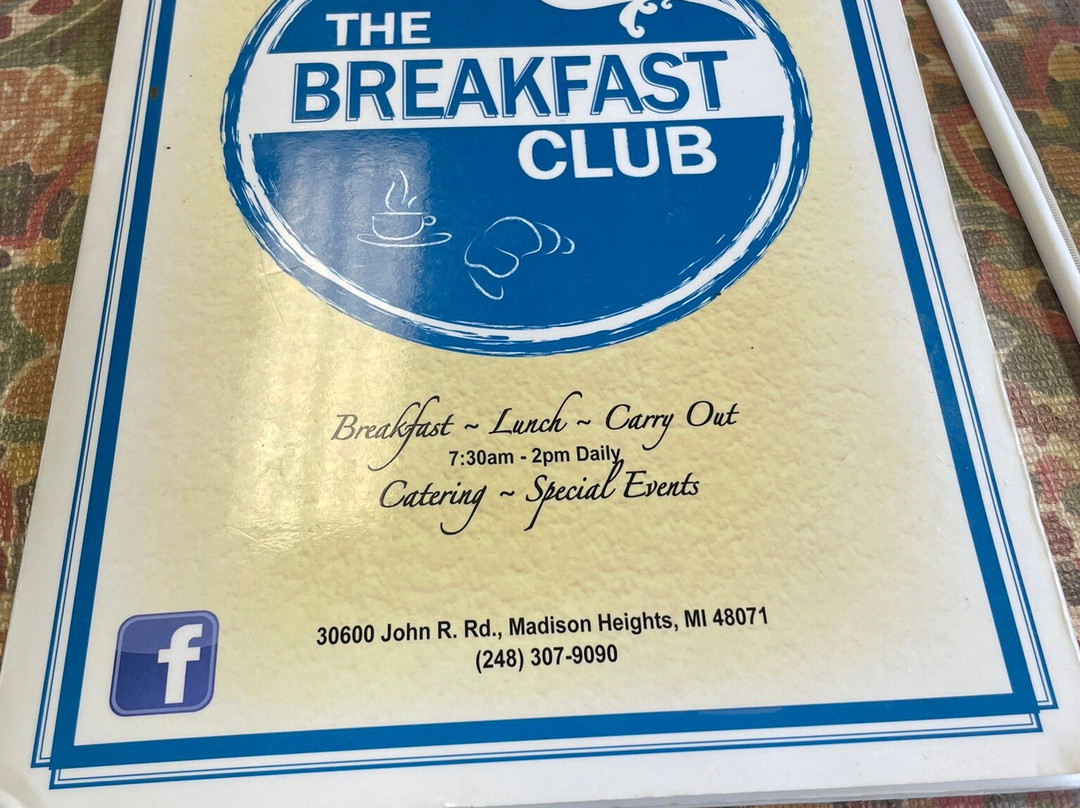 THE
BREAKFAST
CLUB
Breakfast ~ Lunch ~ Carry Out
7:30am - 2pm Daily
Catering ~ Special Events
30600 John R. Rd., Madison Heights, MI 48071
(248) 307-9090
f